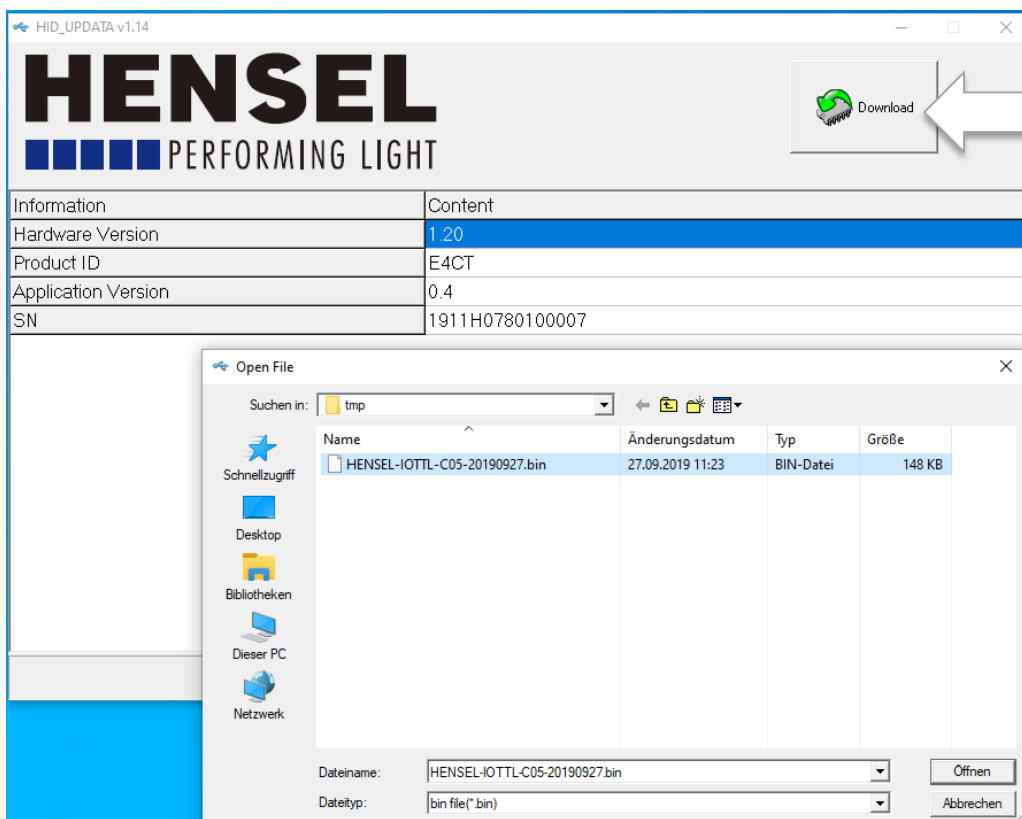 HID_UPDATA v1.14
HENSEL
PERFORMING LIGHT
Download
Information Content
Hardware Version 1.20
Product ID E4CT
Application Version 0.4
SN 1911H0780100007
Open File
Suchen in: tmp
Name Änderungsdatum Typ Größe
HENSEL-IOTTL-C05-20190927.bin 27.09.2019 11:23 BIN-Datei 148 KB
Schnellzugriff
Desktop
Bibliotheken
Dieser PC
Netzwerk
Dateiname: HENSEL-IOTTL-C05-20190927.bin Öffnen
Dateityp: bin file(*.bin) Abbrechen